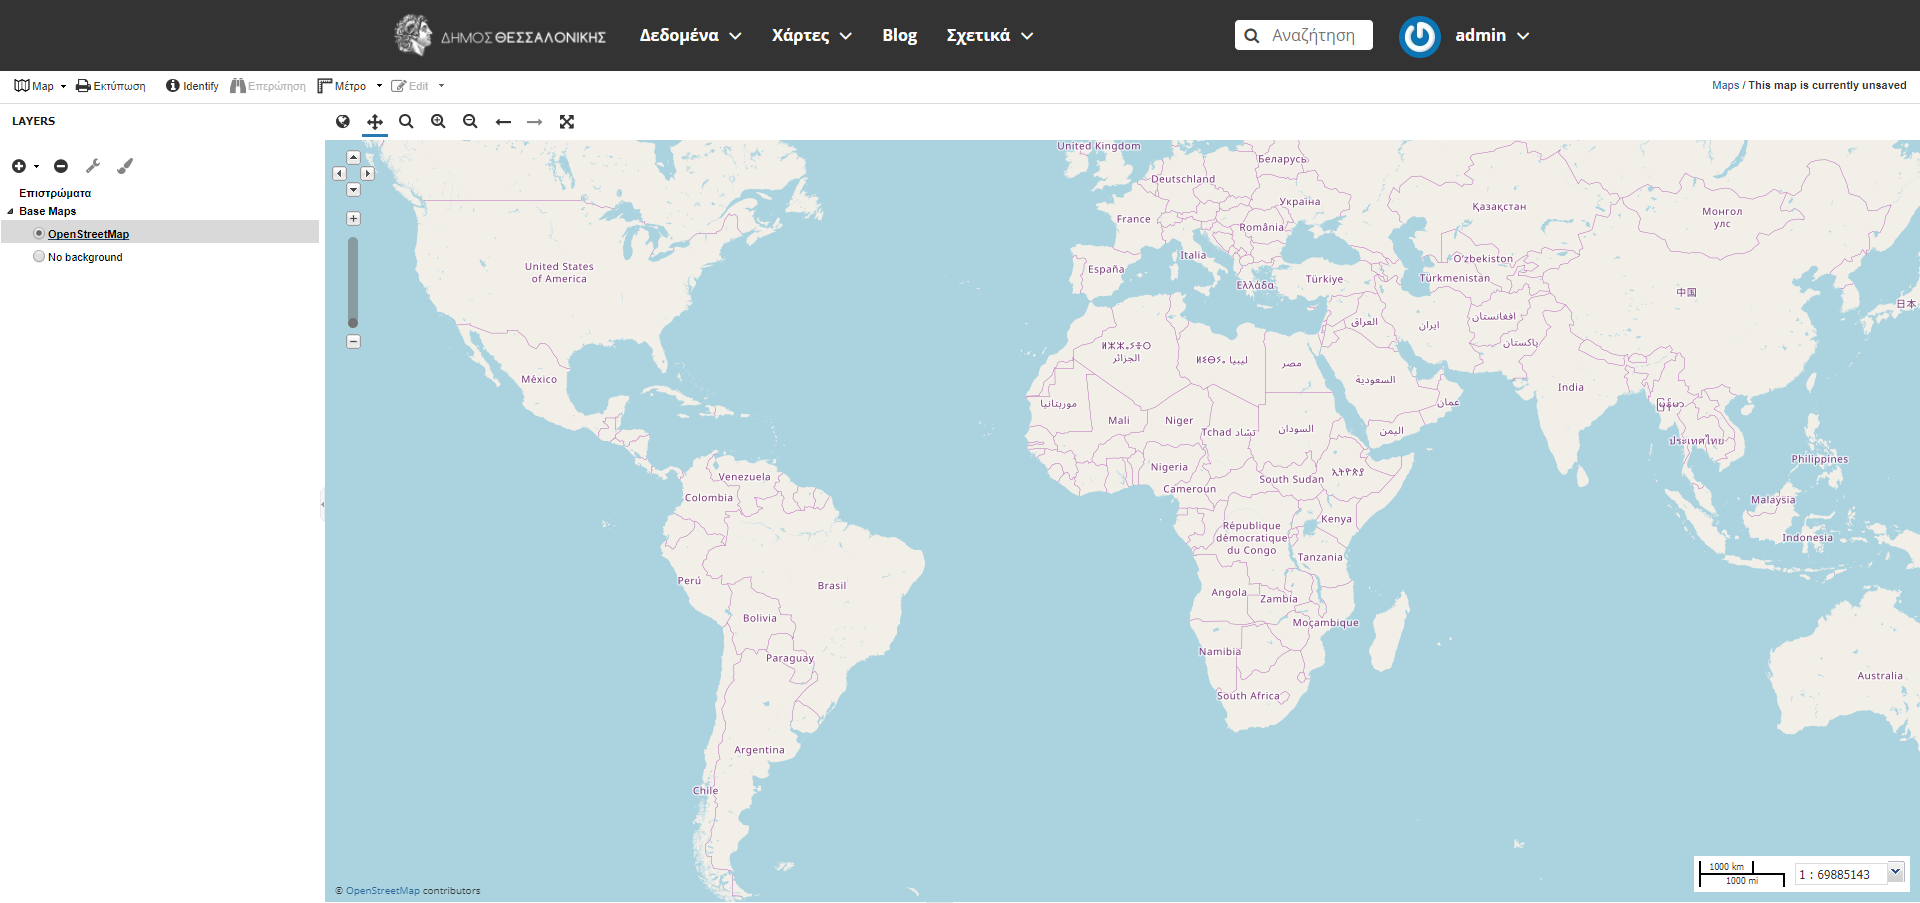 ΔΗΜΟΣ ΘΕΣΣΑΛΟΝΙΚΗΣ
Δεδομένα
Χάρτες
Blog
Σχετικά
Αναζήτηση
admin
Map
Εκτύπωση
Identify
Επερώτηση
Μέτρο
Edit
Maps / This map is currently unsaved
LAYERS
Επιστρώματα
Base Maps
OpenStreetMap
No background
United Kingdom
Беларусь
Deutschland
Україна
Қазақстан
Монгол
улс
France
România
Italia
España
Ελλάδα
Türkiye
O'zbekiston
Türkmenistan
中国
日本
United States
of America
México
ⵍⵣⵣⴰⵢⵔ
الجزائر
ⵍⵉⴱⵢⴰ ليبيا
مصر
العراق
ایران
افغانستان
پاکستان
السعودية
عمان
اليمن
India
မြန်မာ
ประเทศไทย
Philippines
Malaysia
Indonesia
موريتانيا
Mali
Niger
Tchad تشاد
السودان
Nigeria
South Sudan
ኢትዮጵያ
Cameroun
Kenya
République
démocratique
du Congo
Tanzania
Angola
Zambia
Moçambique
Namibia
South Africa
Venezuela
Colombia
Perú
Brasil
Bolivia
Paraguay
Argentina
Chile
Australia
© OpenStreetMap contributors
1000 km
1000 mi
1 : 69885143